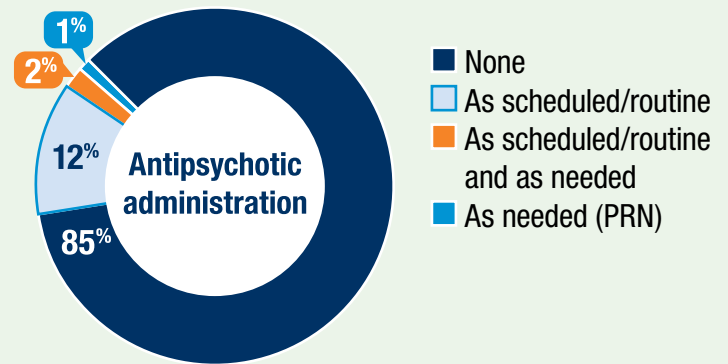 1%
2%
12%
85%
Antipsychotic
administration
None
As scheduled/routine
As scheduled/routine
and as needed
As needed (PRN)